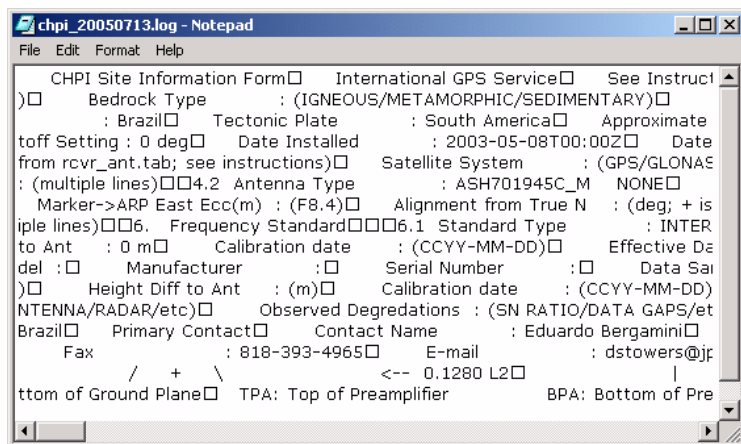 chpi_20050713.log - Notepad
File Edit Format Help
CHPI Site Information Form□ International GPS Service□ See Instruct
)□ Bedrock Type : (IGNEOUS/METAMORPHIC/SEDIMENTARY)□
: Brazil□ Tectonic Plate : South America□ Approximate
toff Setting : 0 deg□ Date Installed : 2003-05-08T00:00Z□ Date
from rcvr_ant.tab; see instructions)□ Satellite System : (GPS/GLONAS
: (multiple lines)□□4.2 Antenna Type : ASH701945C_M NONE□
Marker->ARP East Ecc(m) : (F8.4)□ Alignment from True N : (deg; + is
iple lines)□□6. Frequency Standard□□□6.1 Standard Type : INTER
to Ant : 0 m□ Calibration date : (CCYY-MM-DD)□ Effective Da
del :□ Manufacturer :□ Serial Number :□ Data Sar
)□ Height Diff to Ant : (m)□ Calibration date : (CCYY-MM-DD)
NTENNA/RADAR/etc)□ Observed Degredations : (SN RATIO/DATA GAPS/et
Brazil□ Primary Contact□ Contact Name : Eduardo Bergamini□
Fax : 818-393-4965□ E-mail : dstowers@jp
/ + \ <-- 0.1280 L2□ |
ttom of Ground Plane□ TPA: Top of Preamplifier BPA: Bottom of Pre